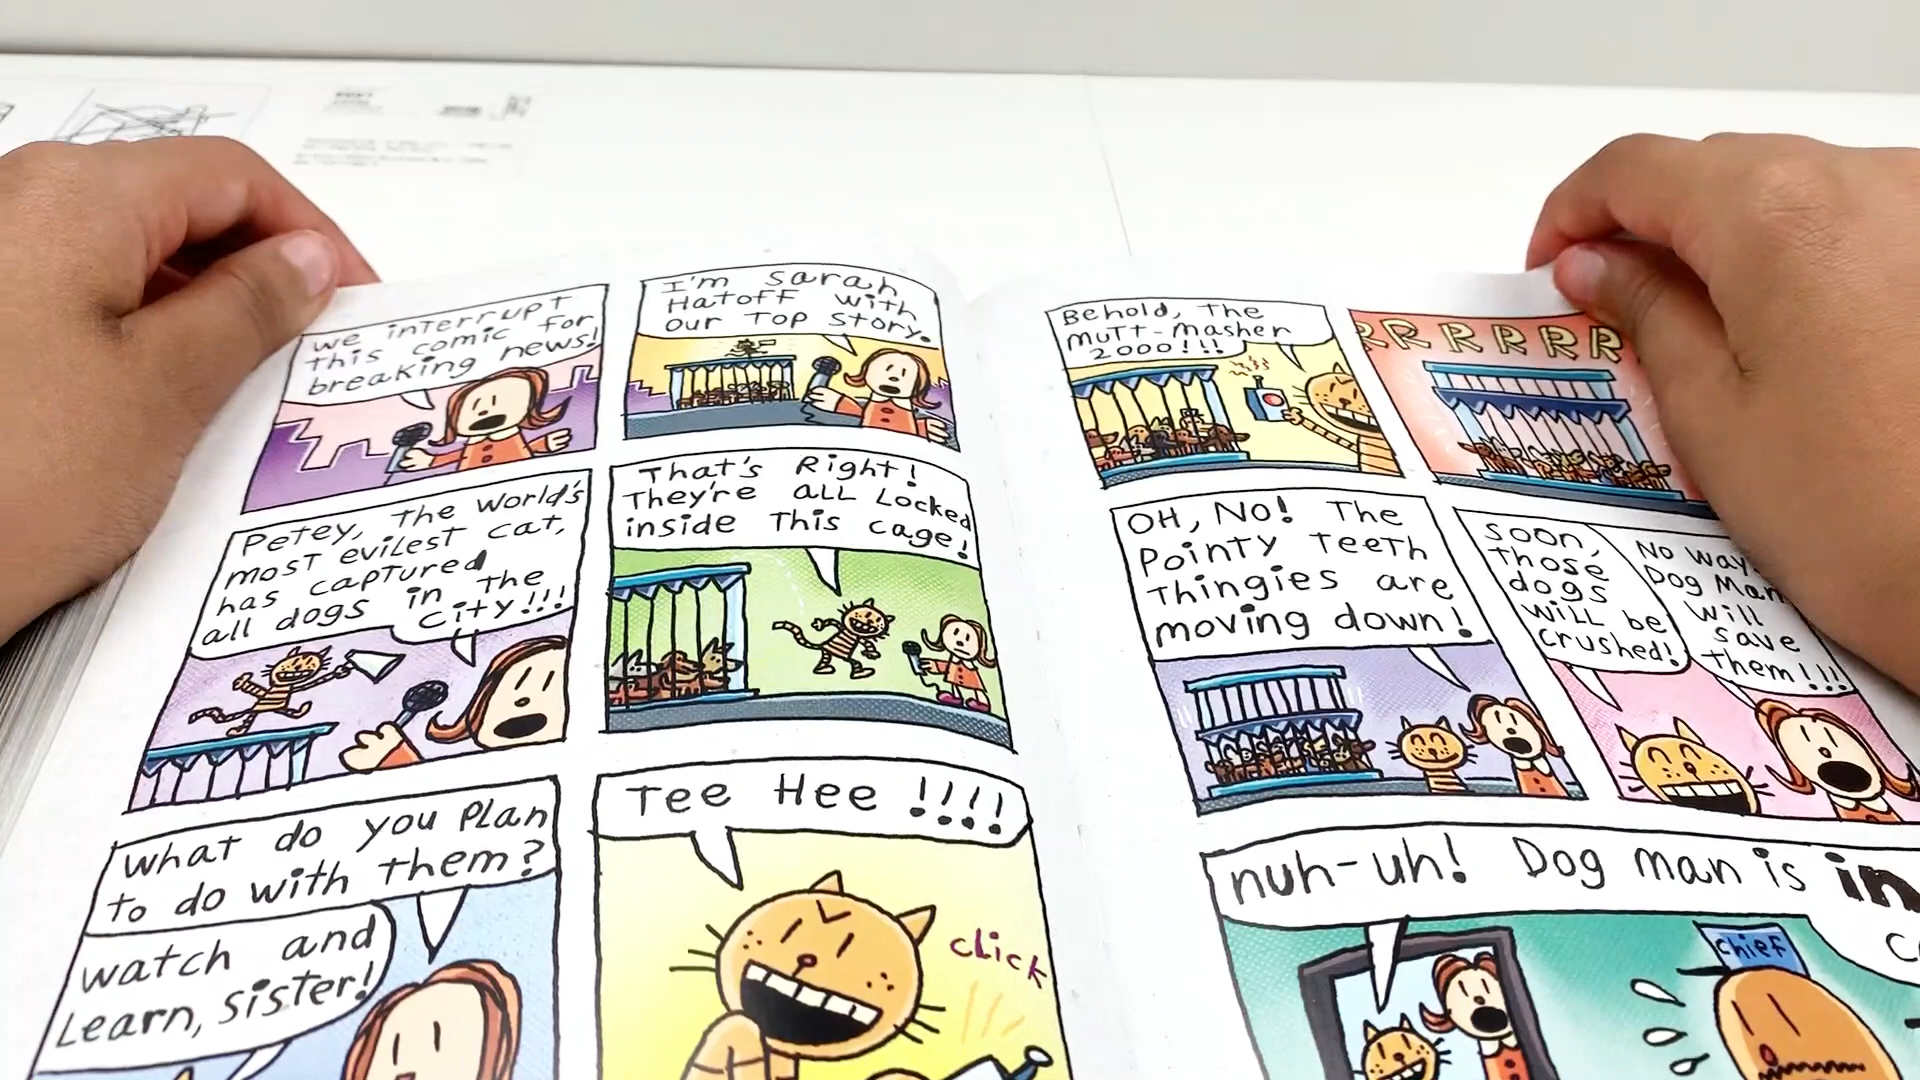 we interrupt
this comic for
breaking news!
I'm Sarah
Hatoff with
our Top Story.
Petey, the world's
most evilest cat,
has captured
all dogs in the
city!!!
That's Right!
They're all locked
inside This cage!
what do you plan
to do with them?
watch and
learn, sister!
Tee Hee !!!!
click
Behold, the
Mutt-masher
2000!!!
RRRRRR
OH, No! The
Pointy Teeth
Thingies are
moving down!
Soon,
those
dogs
will be
crushed!
No way.
Dog Man
will
save
them!!!
nuh-uh! Dog man is
chief